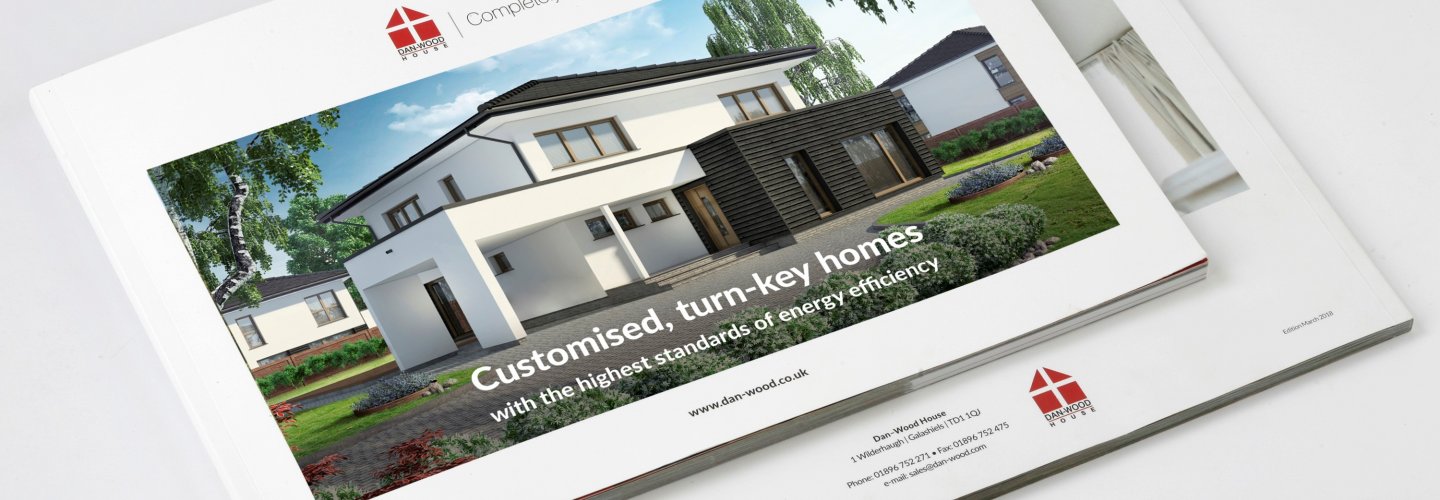 DAN-WOOD
HOUSE
Completely
Customised, turn-key homes
with the highest standards of energy efficiency
www.dan-wood.co.uk
Edition March 2018
Dan–Wood House
1 Wilderhaugh | Galashiels | TD1 1QJ
Phone: 01896 752 271 • Fax: 01896 752 475
e-mail: sales@dan-wood.com
DAN-WOOD
HOUSE